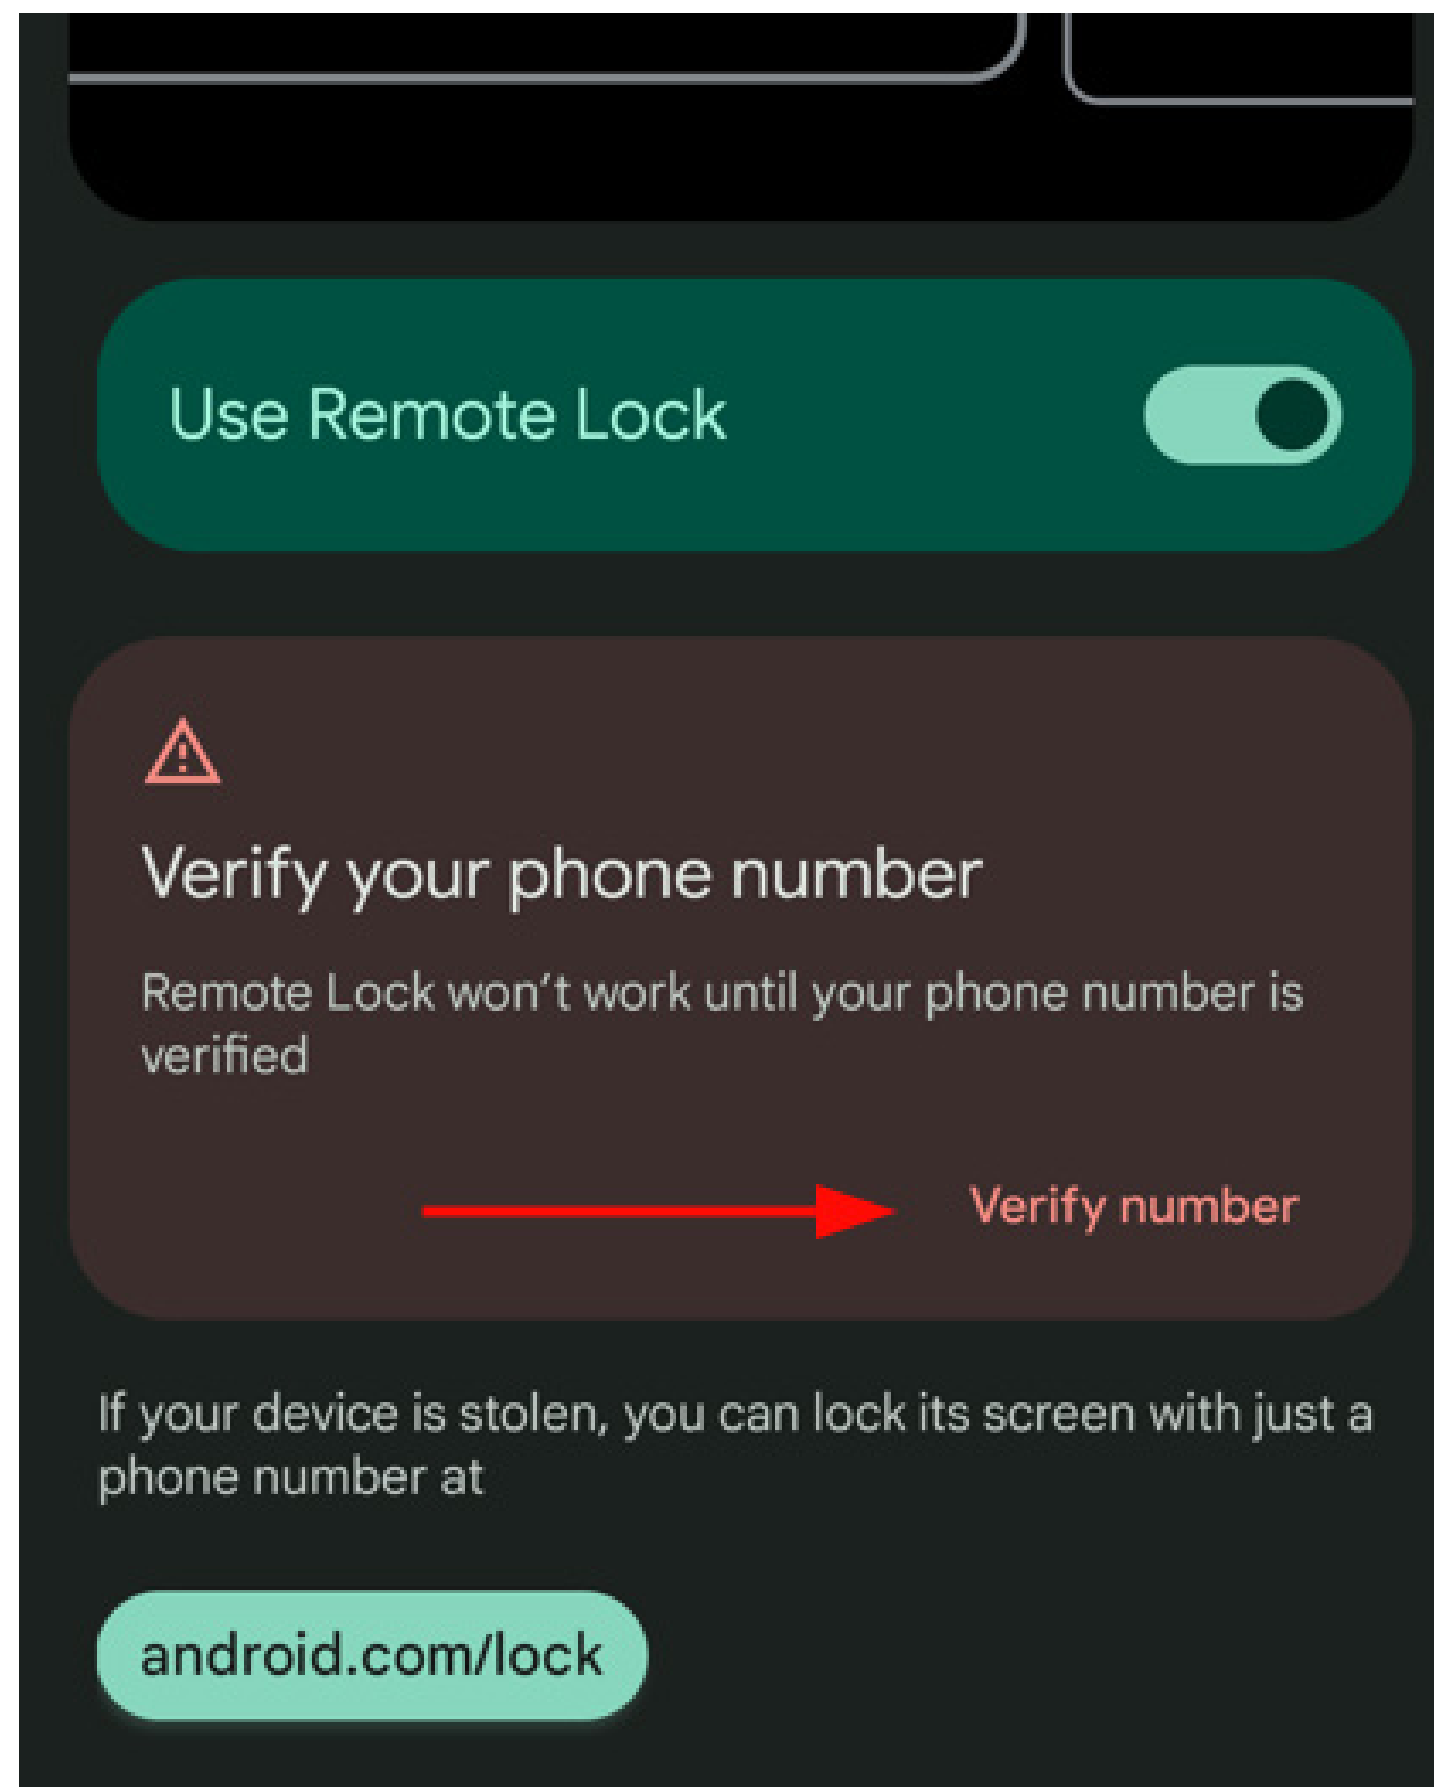 Use Remote Lock
Verify your phone number
Remote Lock won’t work until your phone number is
verified
Verify number
If your device is stolen, you can lock its screen with just a
phone number at
android.com/lock